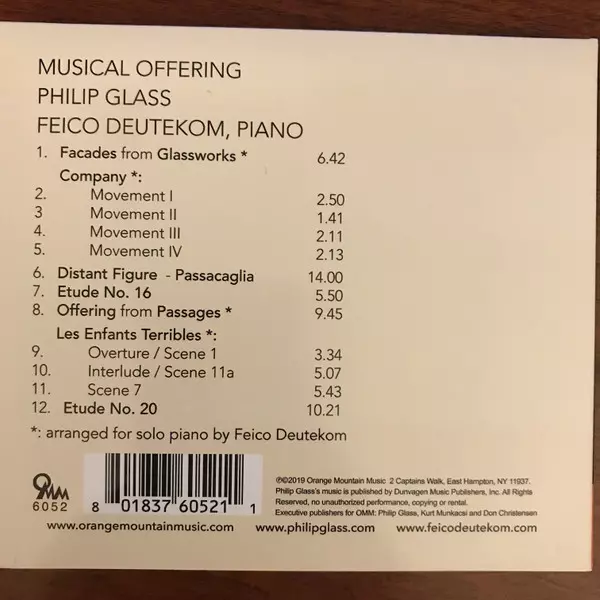 MUSICAL OFFERING
PHILIP GLASS
FEICO DEUTEKOM, PIANO
1. Facades from Glassworks * 6.42
Company *:
2. Movement I 2.50
3 Movement II 1.41
4. Movement III 2.11
5. Movement IV 2.13
6. Distant Figure - Passacaglia 14.00
7. Etude No. 16 5.50
8. Offering from Passages * 9.45
Les Enfants Terribles *:
9. Overture / Scene 1 3.34
10. Interlude / Scene 11a 5.07
11. Scene 7 5.43
12. Etude No. 20 10.21
*: arranged for solo piano by Feico Deutekom
OMM
6052
8 01837 60521 1
℗©2019 Orange Mountain Music 2 Captains Walk, East Hampton, NY 11937.
Philip Glass's music is published by Dunvagen Music Publishers, Inc. All Rights
Reserved, no unauthorized performance, copying or rental.
Executive publishers for OMM: Philip Glass, Kurt Munkacsi and Don Christensen
www.orangemountainmusic.com www.philipglass.com www.feicodeutekom.com